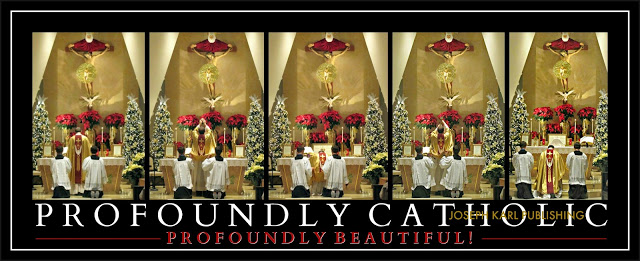 PROFOUNDLY CATHOLIC
JOSEPH KARL PUBLISHING
PROFOUNDLY BEAUTIFUL!